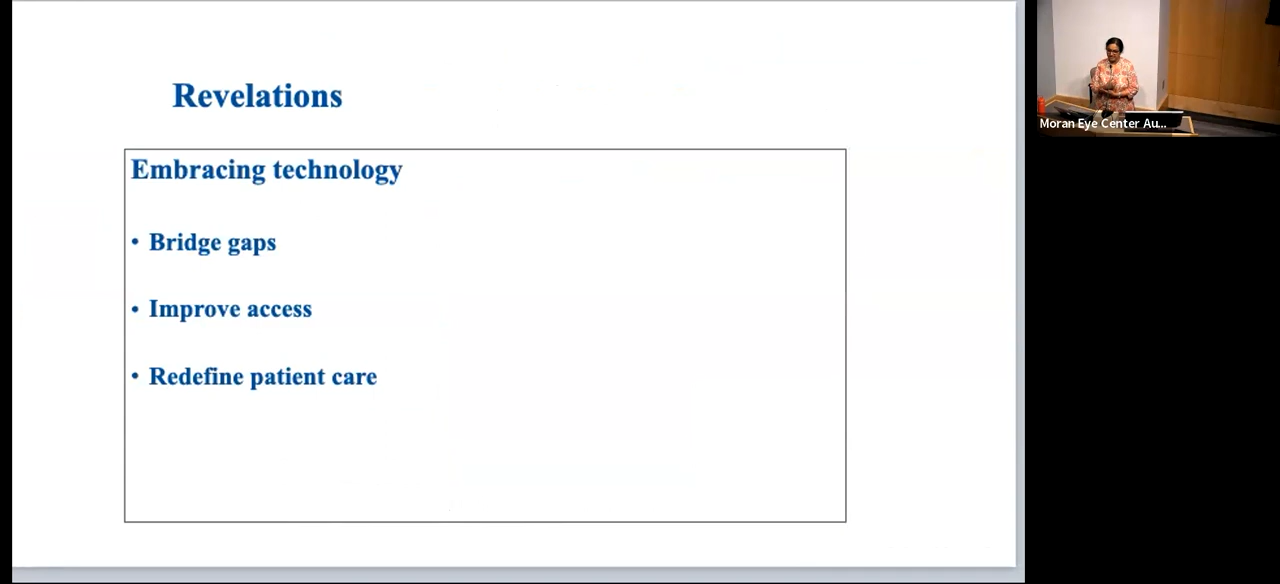 Revelations
Embracing technology
• Bridge gaps
• Improve access
• Redefine patient care
Moran Eye Center Au...